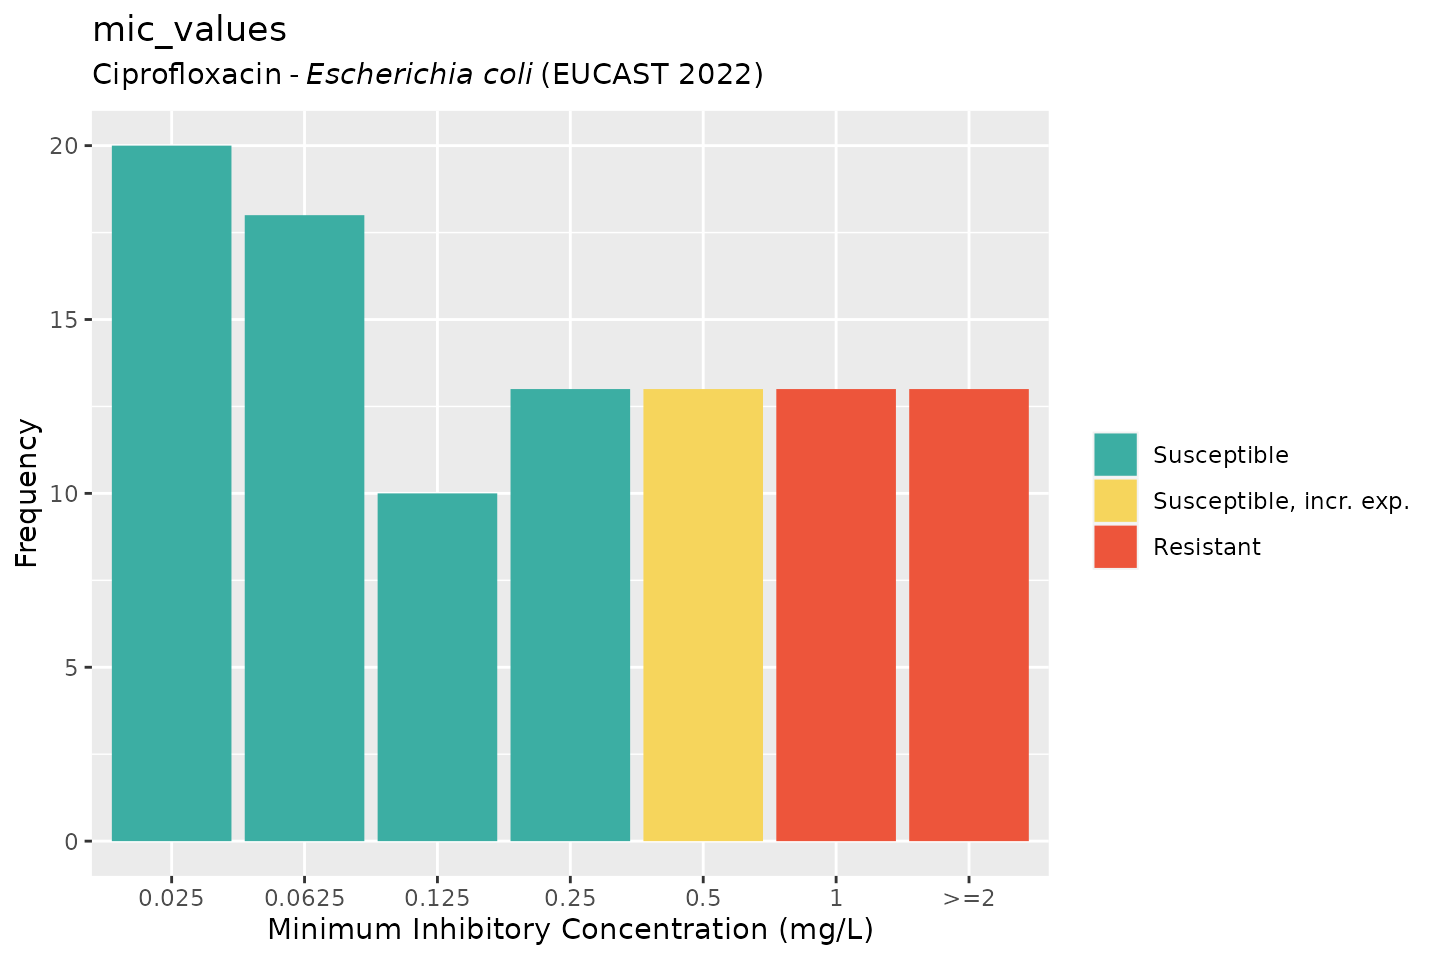 mic_values
Ciprofloxacin - Escherichia coli (EUCAST 2022)
Frequency
20
15
10
5
0
0.025 0.0625 0.125 0.25 0.5 1 >=2
Minimum Inhibitory Concentration (mg/L)
Susceptible
Susceptible, incr. exp.
Resistant